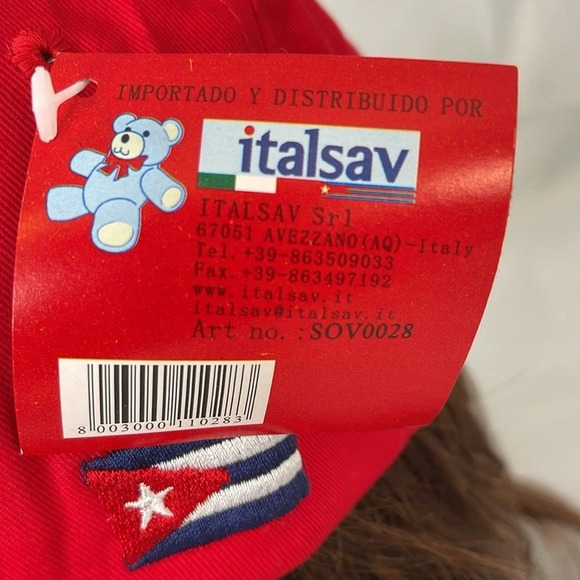 IMPORTADO Y DISTRIBUIDO POR
italsav
ITALSAV Srl
67051 AVEZZANO(AQ)-Italy
Tel.+39-863509033
Fax.+39-863497192
www.italsav.it
italsav@italsav.it
Art no.:SOV0028
8 003000 110283